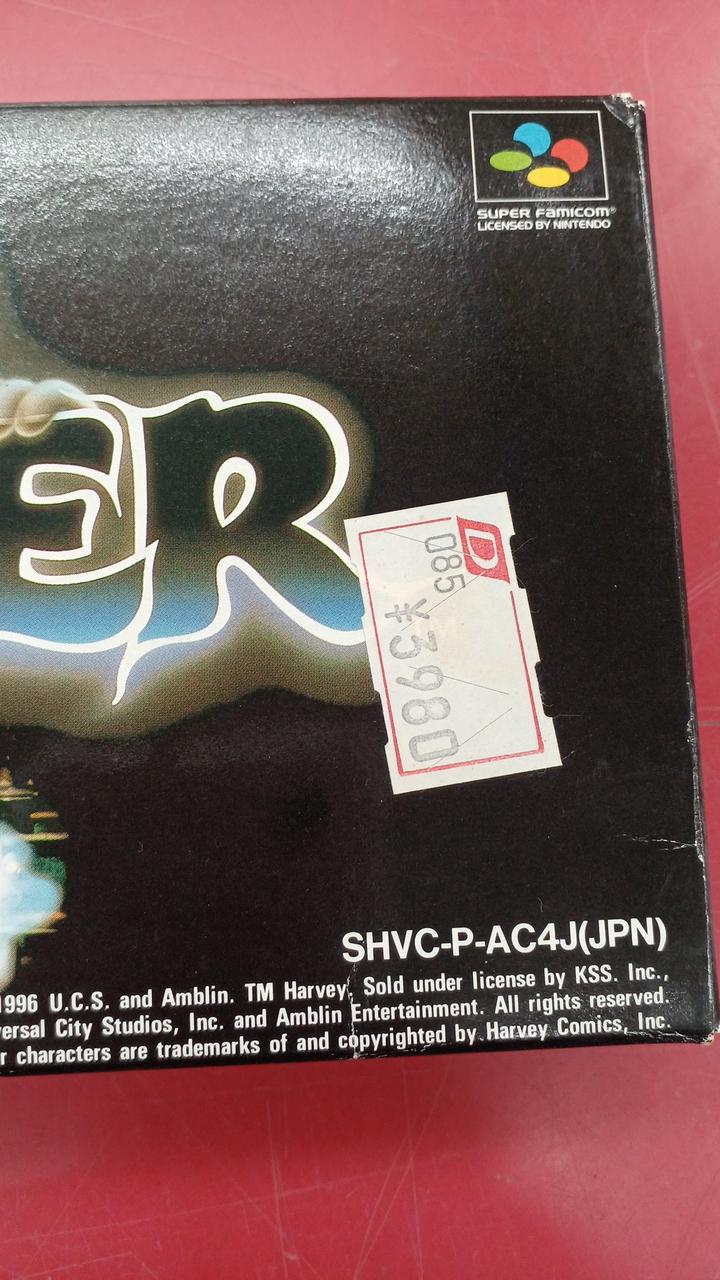 SUPER FAMICOM®
LICENSED BY NINTENDO
ER
D
085
¥3980
SHVC-P-AC4J(JPN)
1996 U.C.S. and Amblin. TM Harvey. Sold under license by KSS. Inc.,
ersal City Studios, Inc. and Amblin Entertainment. All rights reserved.
r characters are trademarks of and copyrighted by Harvey Comics, Inc.